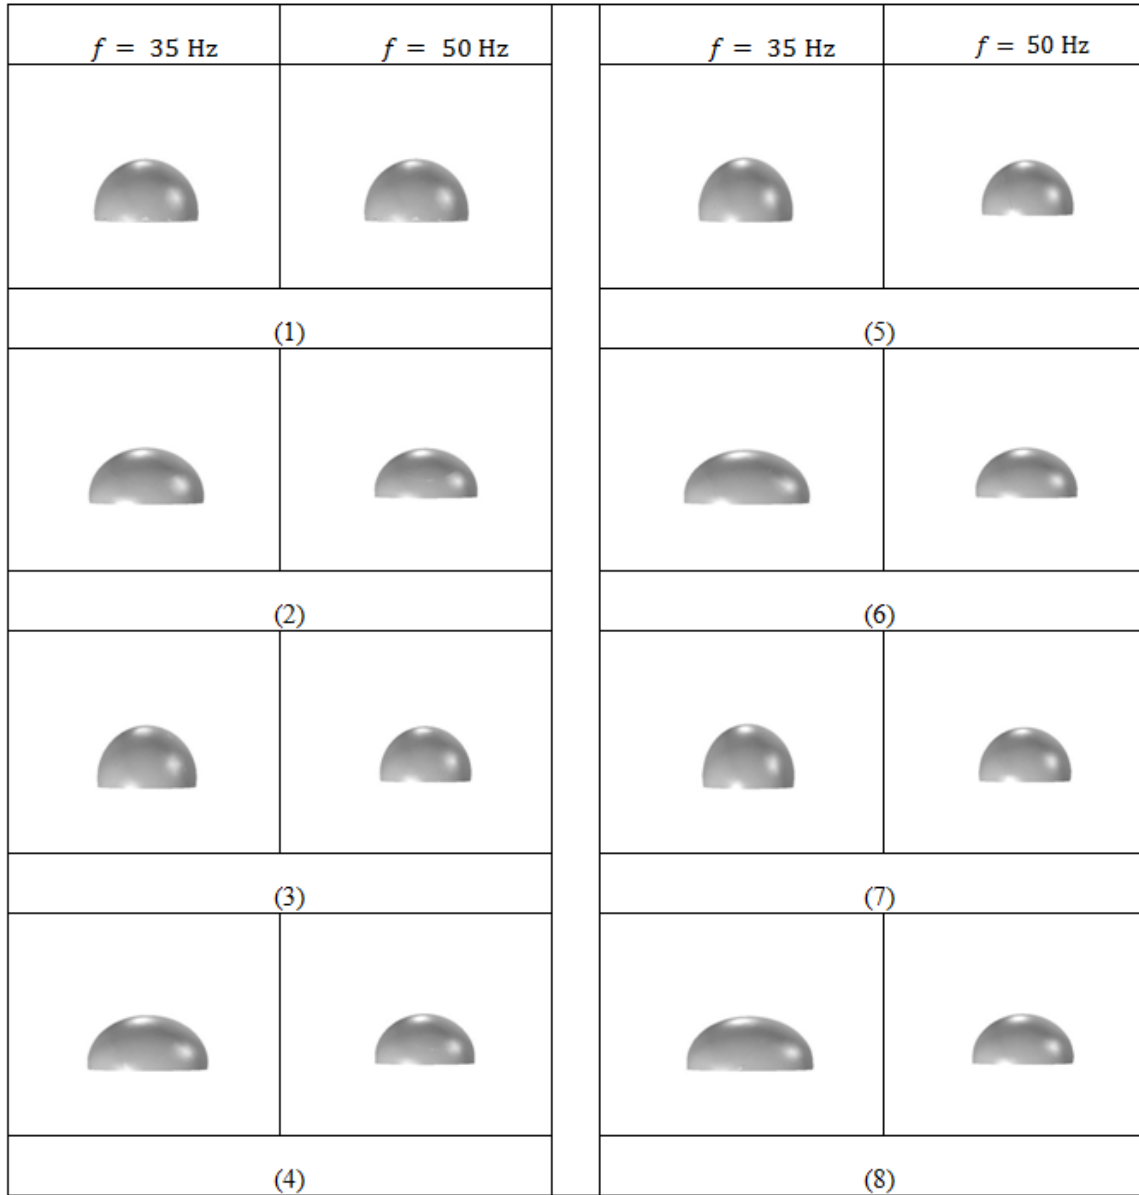 f = 35 Hz
f = 50 Hz
f = 35 Hz
f = 50 Hz
(1)
(5)
(2)
(6)
(3)
(7)
(4)
(8)